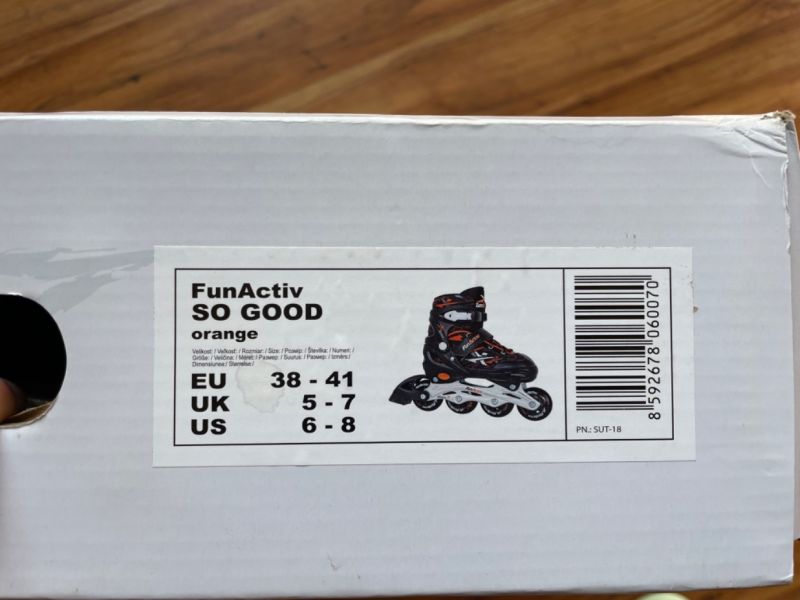 FunActiv
SO GOOD
orange
Velikost: / Veľkosť: / Rozmiar: / Size: / Розмір: / Številka: / Numeri: /
Größe: / Veličina: / Méret: / Размер: / Suurus: / Размер: / Izmērs:/
Dimensiunea: / Størrelse: /
EU 38 - 41
UK 5 - 7
US 6 - 8
8 592678 060070
PN.: SUT-18